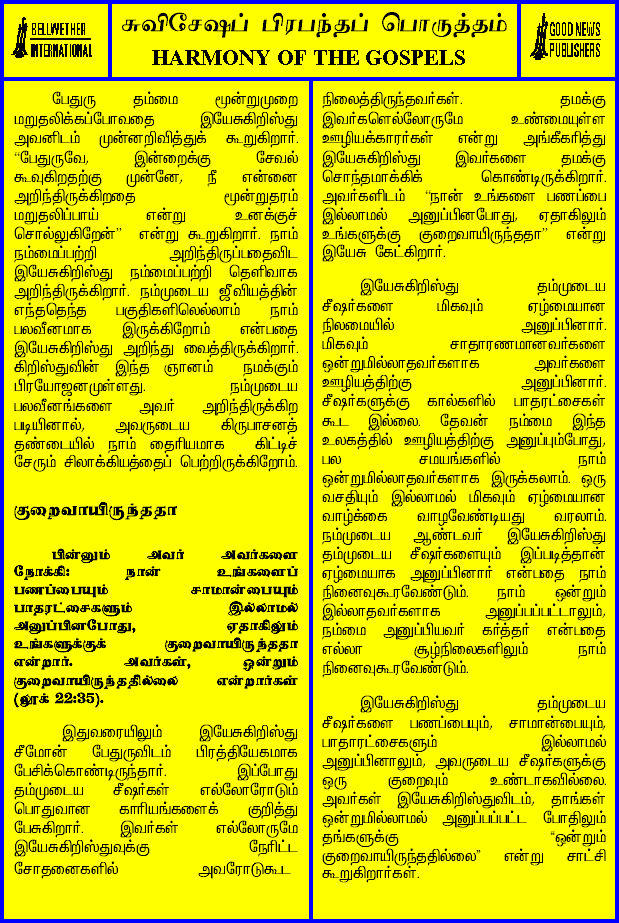 BELLWETHER
INTERNATIONAL
சுவிசேஷப் பிரபந்தப் பொருத்தம்
HARMONY OF THE GOSPELS
GOOD NEWS
PUBLISHERS
பேதுரு தம்மை மூன்றுமுறை
மறுதலிக்கப்போவதை இயேசுகிறிஸ்து
அவனிடம் முன்னறிவித்துக் கூறுகிறார்.
“பேதுருவே, இன்றைக்கு சேவல்
கூவுகிறதற்கு முன்னே, நீ என்னை
அறிந்திருக்கிறதை மூன்றுதரம்
மறுதலிப்பாய் என்று உனக்குச்
சொல்லுகிறேன்” என்று கூறுகிறார். நாம்
நம்மைப்பற்றி அறிந்திருப்பதைவிட
இயேசுகிறிஸ்து நம்மைப்பற்றி தெளிவாக
அறிந்திருக்கிறார். நம்முடைய ஜீவியத்தின்
எந்ததெந்த பகுதிகளிலெல்லாம் நாம்
பலவீனமாக இருக்கிறோம் என்பதை
இயேசுகிறிஸ்து அறிந்து வைத்திருக்கிறார்.
கிறிஸ்துவின் இந்த ஞானம் நமக்கும்
பிரயோஜனமுள்ளது. நம்முடைய
பலவீனங்களை அவர் அறிந்திருக்கிற
படியினால், அவருடைய கிருபாசனத்
தண்டையில் நாம் தைரியமாக கிட்டிச்
சேரும் சிலாக்கியத்தைப் பெற்றிருக்கிறோம்.
குறைவாயிருந்ததா
பின்னும் அவர் அவர்களை
நோக்கி: நான் உங்களைப்
பணப்பையும் சாமான்பையும்
பாதரட்சைகளும் இல்லாமல்
அனுப்பினபோது, ஏதாகிலும்
உங்களுக்குக் குறைவாயிருந்ததா
என்றார். அவர்கள், ஒன்றும்
குறைவாயிருந்ததில்லை என்றார்கள்
(லூக் 22:35).
இதுவரையிலும் இயேசுகிறிஸ்து
சீமோன் பேதுருவிடம் பிரத்தியேகமாக
பேசிக்கொண்டிருந்தார். இப்போது
தம்முடைய சீஷர்கள் எல்லோரோடும்
பொதுவான காரியங்களைக் குறித்து
பேசுகிறார். இவர்கள் எல்லோருமே
இயேசுகிறிஸ்துவுக்கு நேரிட்ட
சோதனைகளில் அவரோடுகூட
நிலைத்திருந்தவர்கள். தமக்கு
இவர்களெல்லோருமே உண்மையுள்ள
ஊழியக்காரர்கள் என்று அங்கீகரித்து
இயேசுகிறிஸ்து இவர்களை தமக்கு
சொந்தமாக்கிக் கொண்டிருக்கிறார்.
அவர்களிடம் “நான் உங்களை பணப்பை
இல்லாமல் அனுப்பினபோது, ஏதாகிலும்
உங்களுக்கு குறைவாயிருந்ததா” என்று
இயேசு கேட்கிறார்.
இயேசுகிறிஸ்து தம்முடைய
சீஷர்களை மிகவும் ஏழ்மையான
நிலமையில் அனுப்பினார்.
மிகவும் சாதாரணமானவர்களை
ஒன்றுமில்லாதவர்களாக அவர்களை
ஊழியத்திற்கு அனுப்பினார்.
சீஷர்களுக்கு கால்களில் பாதரட்சைகள்
கூட இல்லை. தேவன் நம்மை இந்த
உலகத்தில் ஊழியத்திற்கு அனுப்பும்போது,
பல சமயங்களில் நாம்
ஒன்றுமில்லாதவர்களாக இருக்கலாம். ஒரு
வசதியும் இல்லாமல் மிகவும் ஏழ்மையான
வாழ்க்கை வாழவேண்டியது வரலாம்.
நம்முடைய ஆண்டவர் இயேசுகிறிஸ்து
தம்முடைய சீஷர்களையும் இப்படித்தான்
ஏழ்மையாக அனுப்பினார் என்பதை நாம்
நினைவுகூரவேண்டும். நாம் ஒன்றும்
இல்லாதவர்களாக அனுப்பப்பட்டாலும்,
நம்மை அனுப்பியவர் கர்த்தர் என்பதை
எல்லா சூழ்நிலைகளிலும் நாம்
நினைவுகூரவேண்டும்.
இயேசுகிறிஸ்து தம்முடைய
சீஷர்களை பணப்பையும், சாமான்பையும்,
பாதாரட்சைகளும் இல்லாமல்
அனுப்பினாலும், அவருடைய சீஷர்களுக்கு
ஒரு குறைவும் உண்டாகவில்லை.
அவர்கள் இயேசுகிறிஸ்துவிடம், தாங்கள்
ஒன்றுமில்லாமல் அனுப்பப்பட்ட போதிலும்
தங்களுக்கு “ஒன்றும்
குறைவாயிருந்ததில்லை” என்று சாட்சி
கூறுகிறார்கள்.